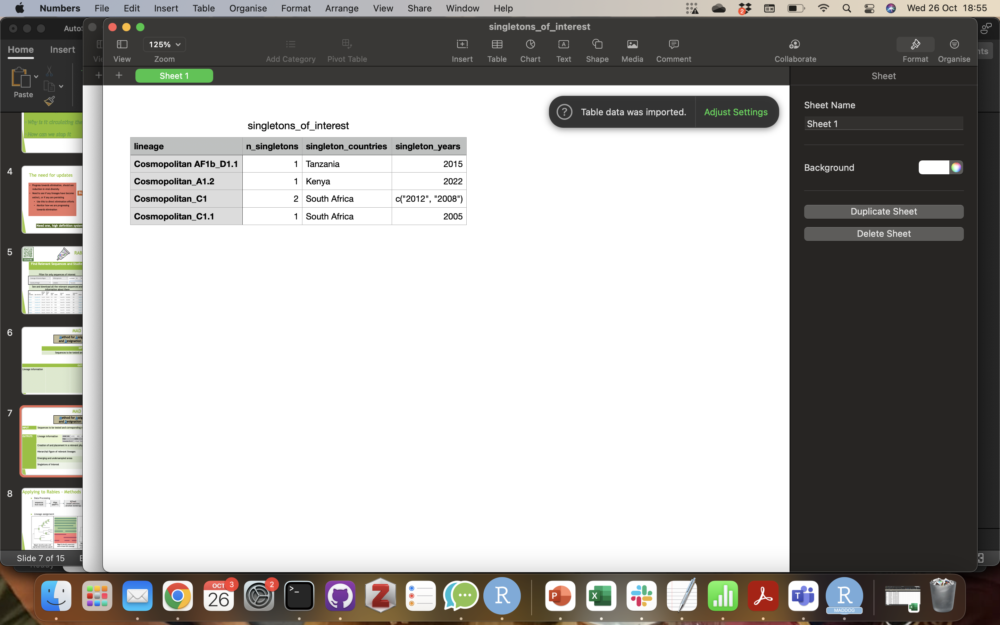 Numbers File Edit Insert Table Organise Format Arrange View Share Window Help
2
Wed 26 Oct 18:55
singletons_of_interest
125%
View Zoom Add Category Pivot Table Insert Table Chart Text Shape Media Comment Collaborate Format Organise
Sheet 1
Sheet
Table data was imported. Adjust Settings
singletons_of_interest
lineage n_singletons singleton_countries singleton_years
Cosmopolitan AF1b_D1.1 1 Tanzania 2015
Cosmopolitan_A1.2 1 Kenya 2022
Cosmopolitan_C1 2 South Africa c("2012", "2008")
Cosmopolitan_C1.1 1 South Africa 2005
Sheet Name
Sheet 1
Background
Duplicate Sheet
Delete Sheet
Home Insert
Paste
Why is it circulating
How can we stop it
4
The need for updates
Progress towards elimination, should see
reduction in viral diversity
Need to see if any lineages have become
extinct, or if any are persisting
Use this to direct elimination efforts
Monitor how we are progressing
towards elimination
Need one, high definition
5
SCAN ME
Find Relevant Sequences and
Filter for only sequences of interest
See and download all the relevant sequences and
information about them
6
MAD
Method for
and Designation
Sequences to be tested
Lineage information
7
MAD
Method for
and Designation
INPUT Sequences to be tested and corresponding
OUTPUTS Lineage information
Creation of and placement in a relevant
Hierarchal figure of relevant lineages
Emerging and undersampled areas
Singletons of interest
8
Applying to Rabies - Methods
Data Processing
Lineage assignment
Slide 7 of 15
OCT 3
26
2
MADDOG